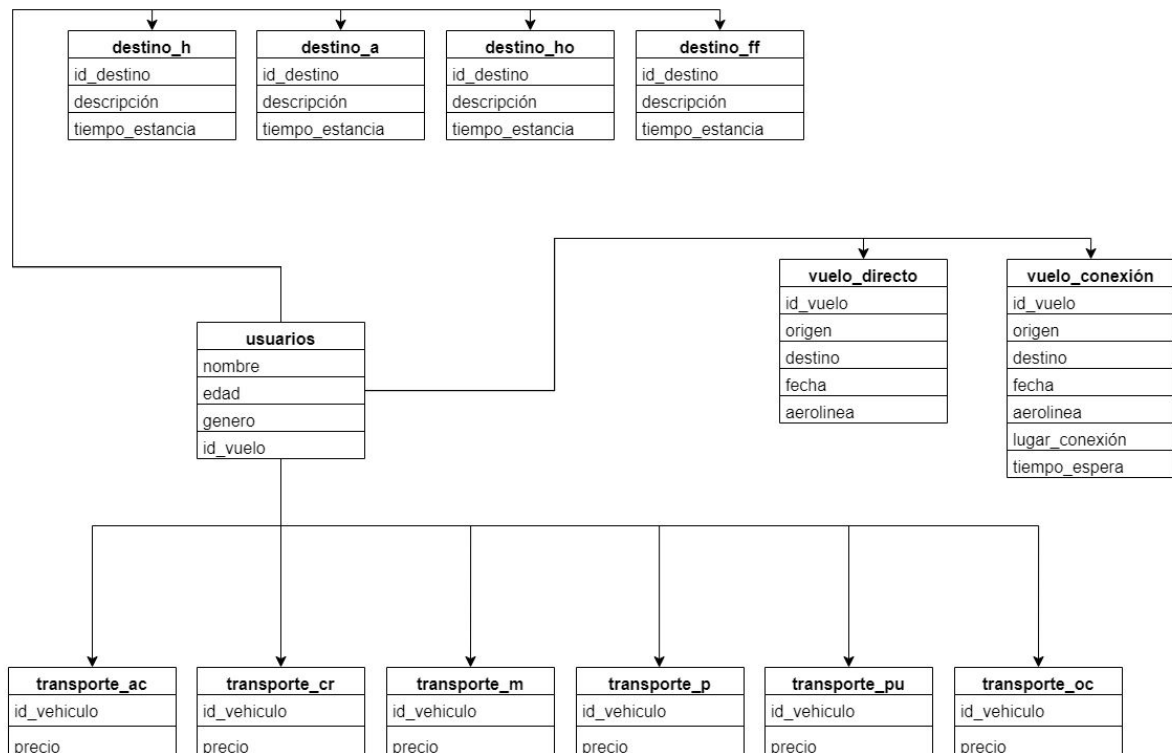 destino_h
id_destino
descripción
tiempo_estancia
destino_a
id_destino
descripción
tiempo_estancia
destino_ho
id_destino
descripción
tiempo_estancia
destino_ff
id_destino
descripción
tiempo_estancia
vuelo_directo
id_vuelo
origen
destino
fecha
aerolinea
vuelo_conexión
id_vuelo
origen
destino
fecha
aerolinea
lugar_conexión
tiempo_espera
usuarios
nombre
edad
genero
id_vuelo
transporte_ac
id_vehiculo
precio
transporte_cr
id_vehiculo
precio
transporte_m
id_vehiculo
precio
transporte_p
id_vehiculo
precio
transporte_pu
id_vehiculo
precio
transporte_oc
id_vehiculo
precio